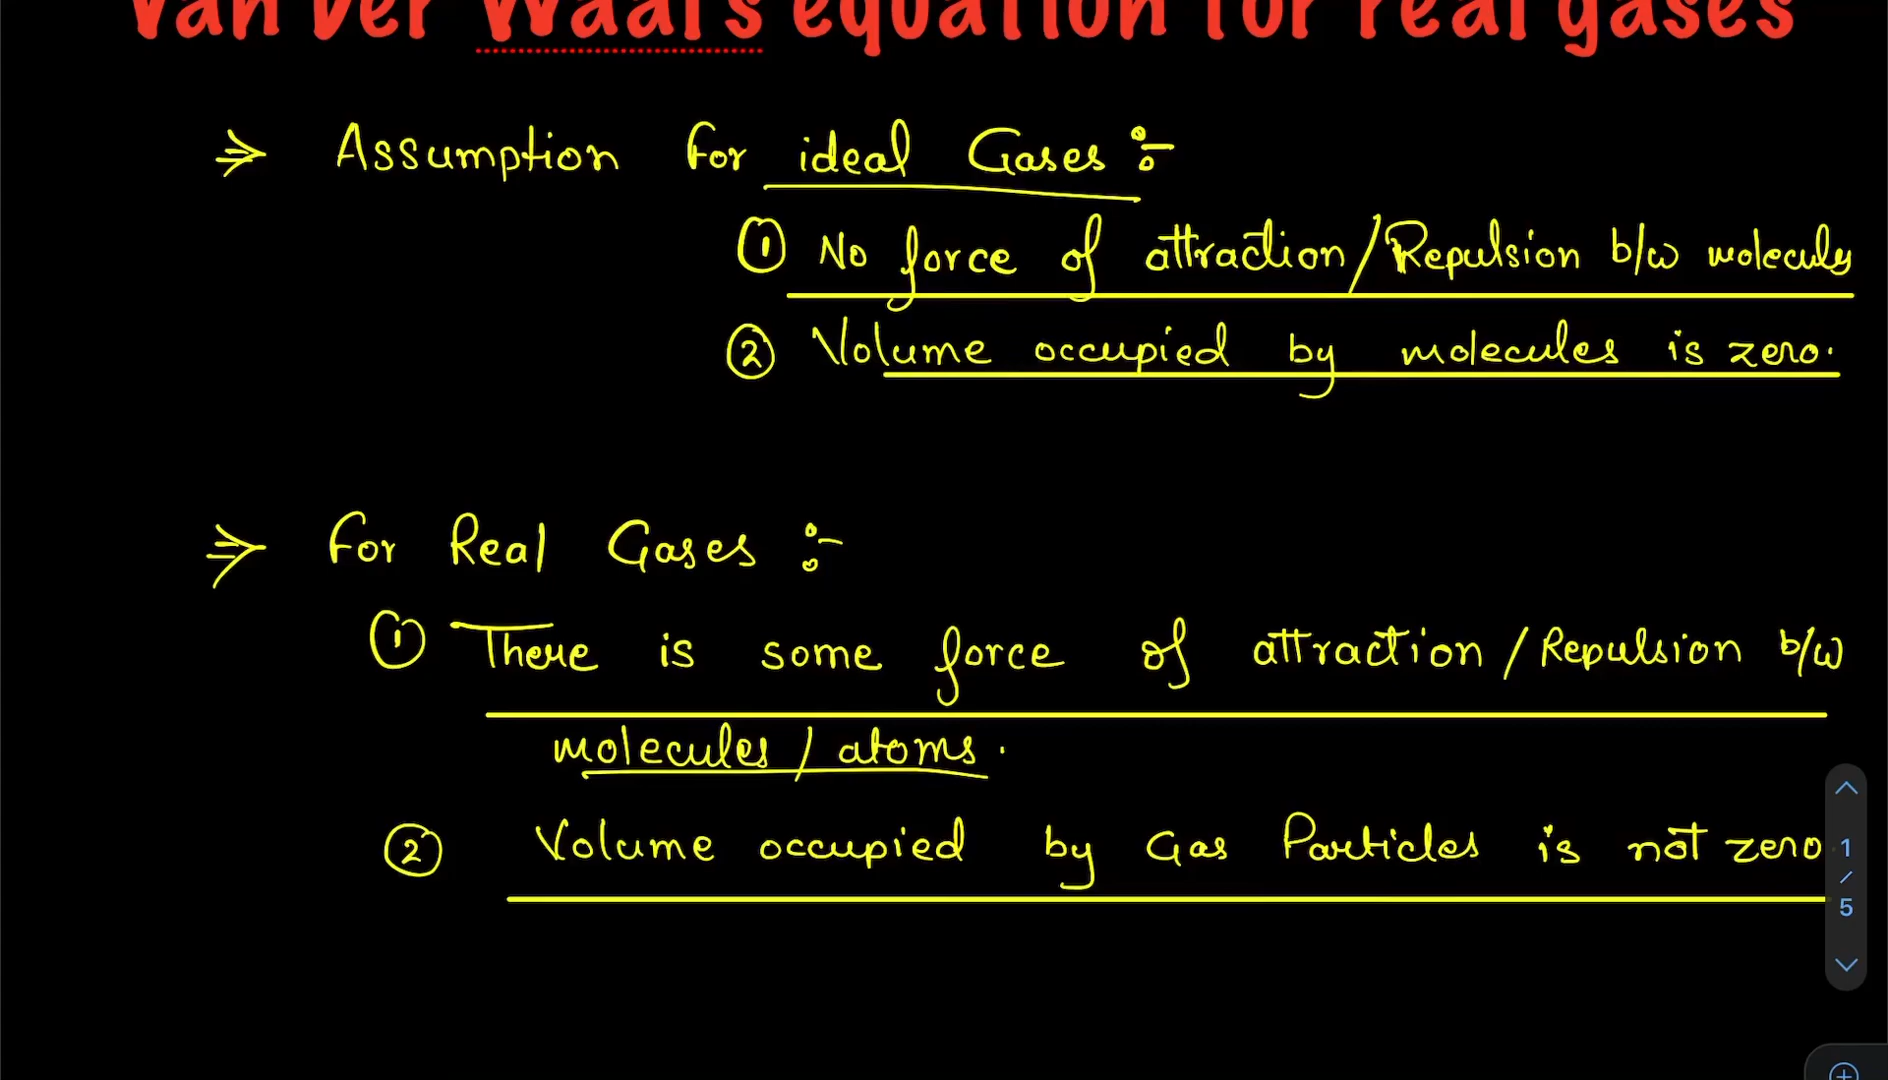 Van Der Waal's equation for real gases
⇒ Assumption for ideal Gases :-
① No force of attraction/Repulsion b/w molecules
② Volume occupied by molecules is zero.
⇒ For Real Gases :-
① There is some force of attraction/Repulsion b/w
molecules/atoms.
② Volume occupied by Gas Particles is not zero
1
/
5